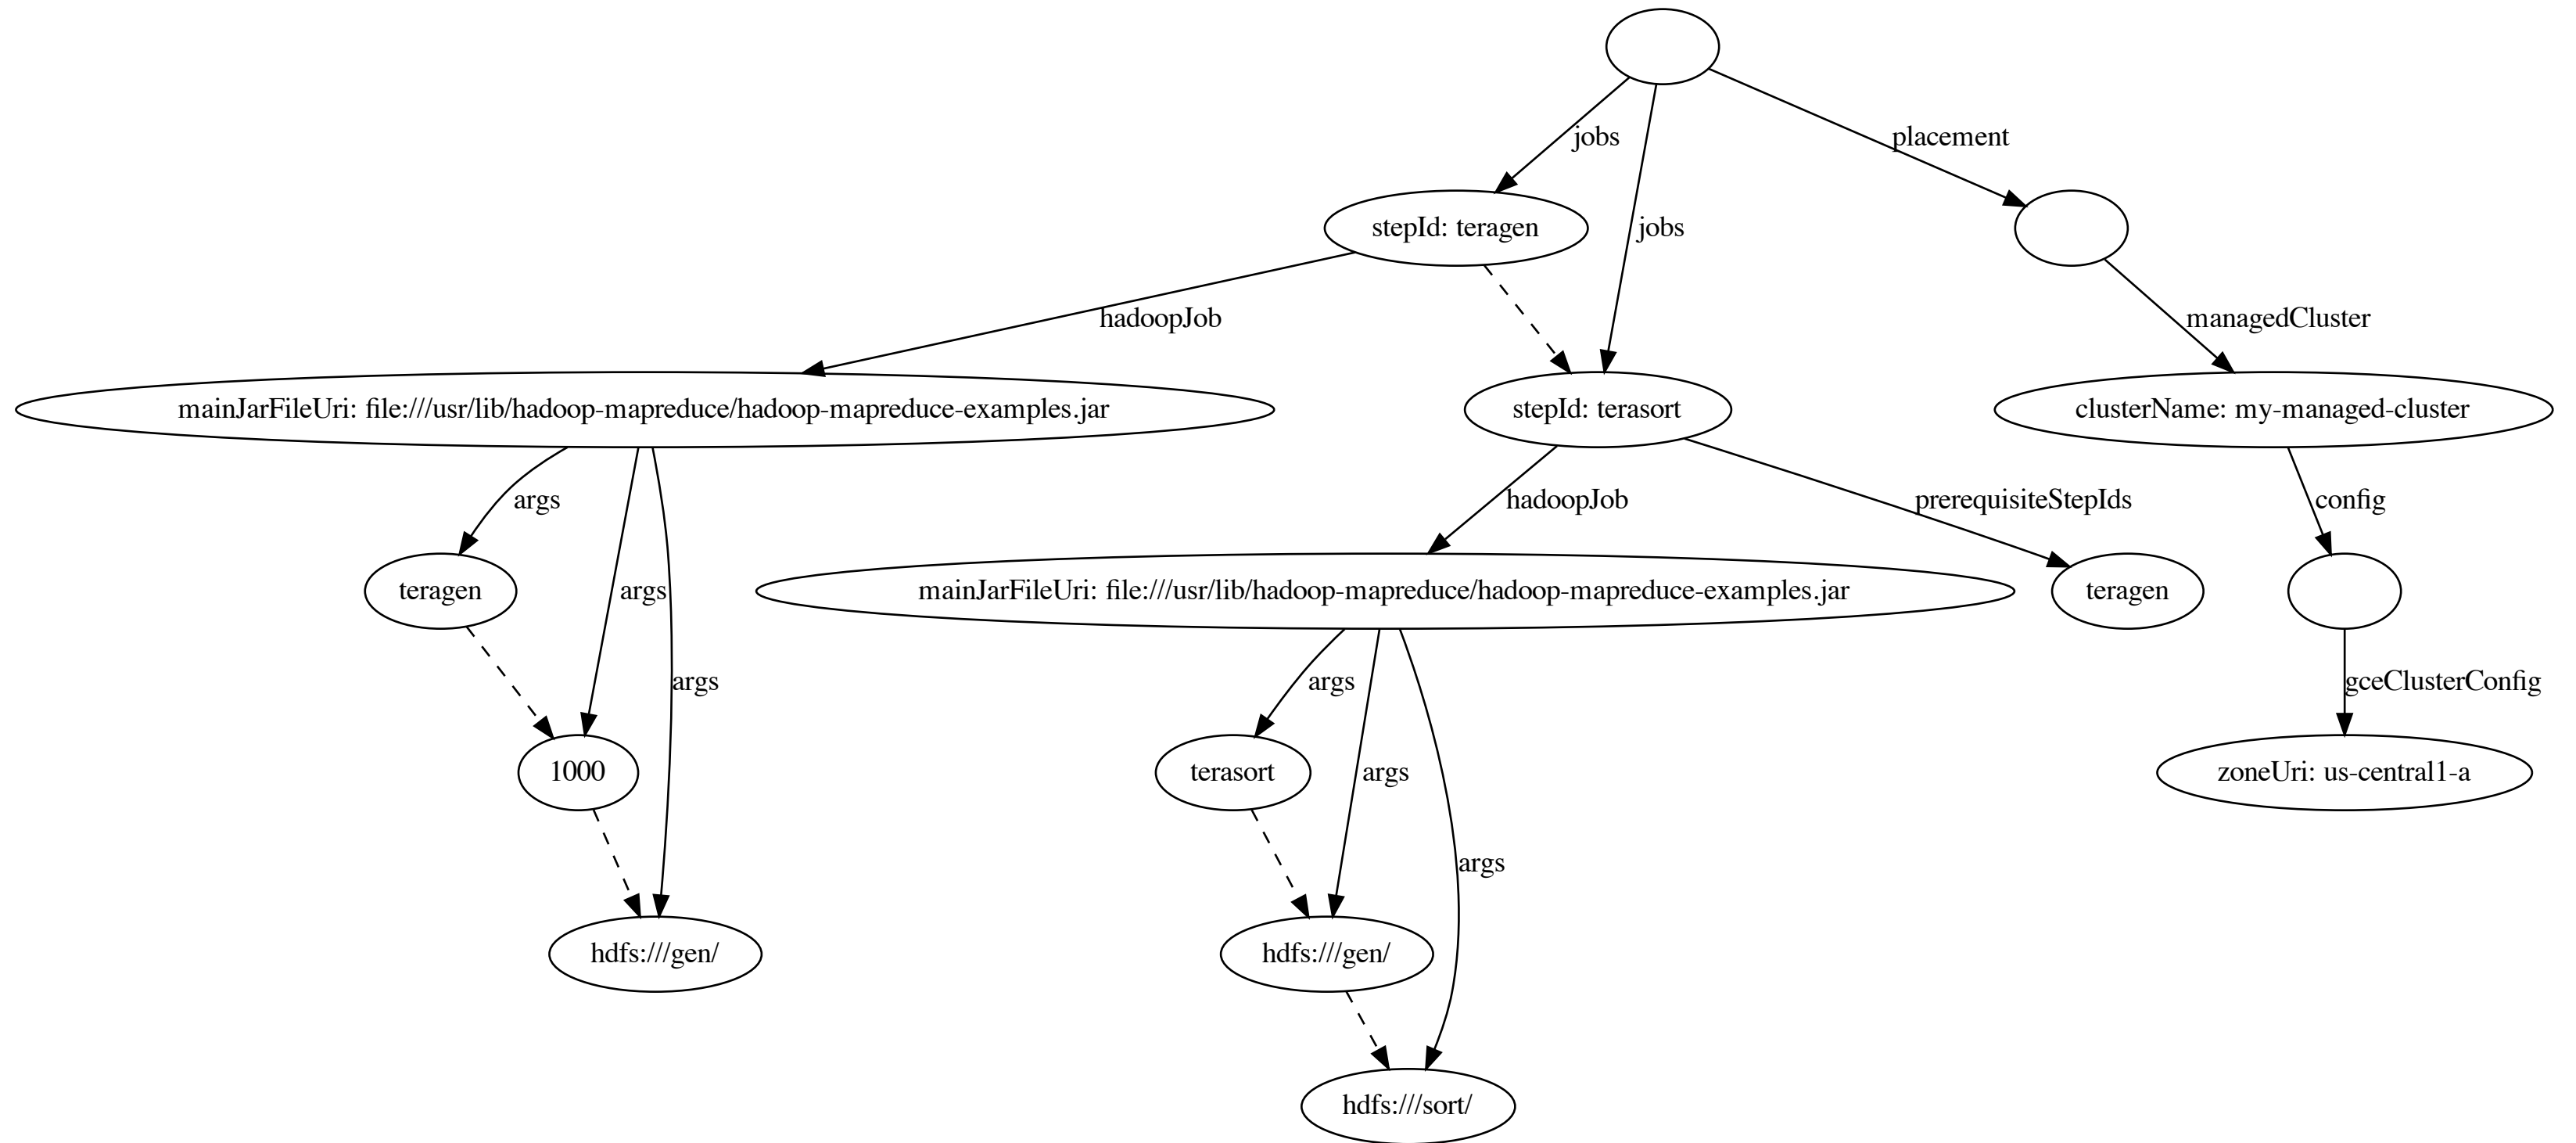 jobs
placement
stepId: teragen
jobs
hadoopJob
managedCluster
mainJarFileUri: file:///usr/lib/hadoop-mapreduce/hadoop-mapreduce-examples.jar
stepId: terasort
clusterName: my-managed-cluster
args
hadoopJob
prerequisiteStepIds
config
teragen
args
mainJarFileUri: file:///usr/lib/hadoop-mapreduce/hadoop-mapreduce-examples.jar
teragen
args
args
gceClusterConfig
1000
terasort
args
zoneUri: us-central1-a
args
hdfs:///gen/
hdfs:///gen/
hdfs:///sort/